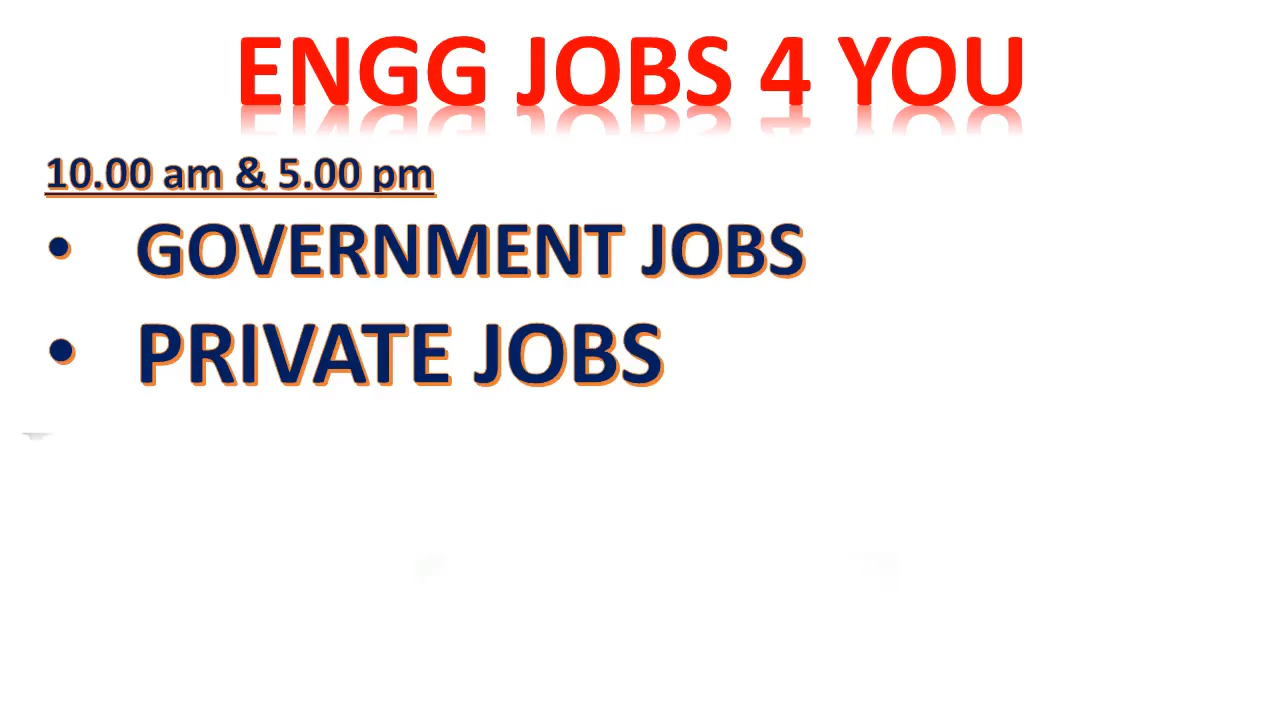 ENGG JOBS 4 YOU
10.00 am & 5.00 pm
• GOVERNMENT JOBS
• PRIVATE JOBS